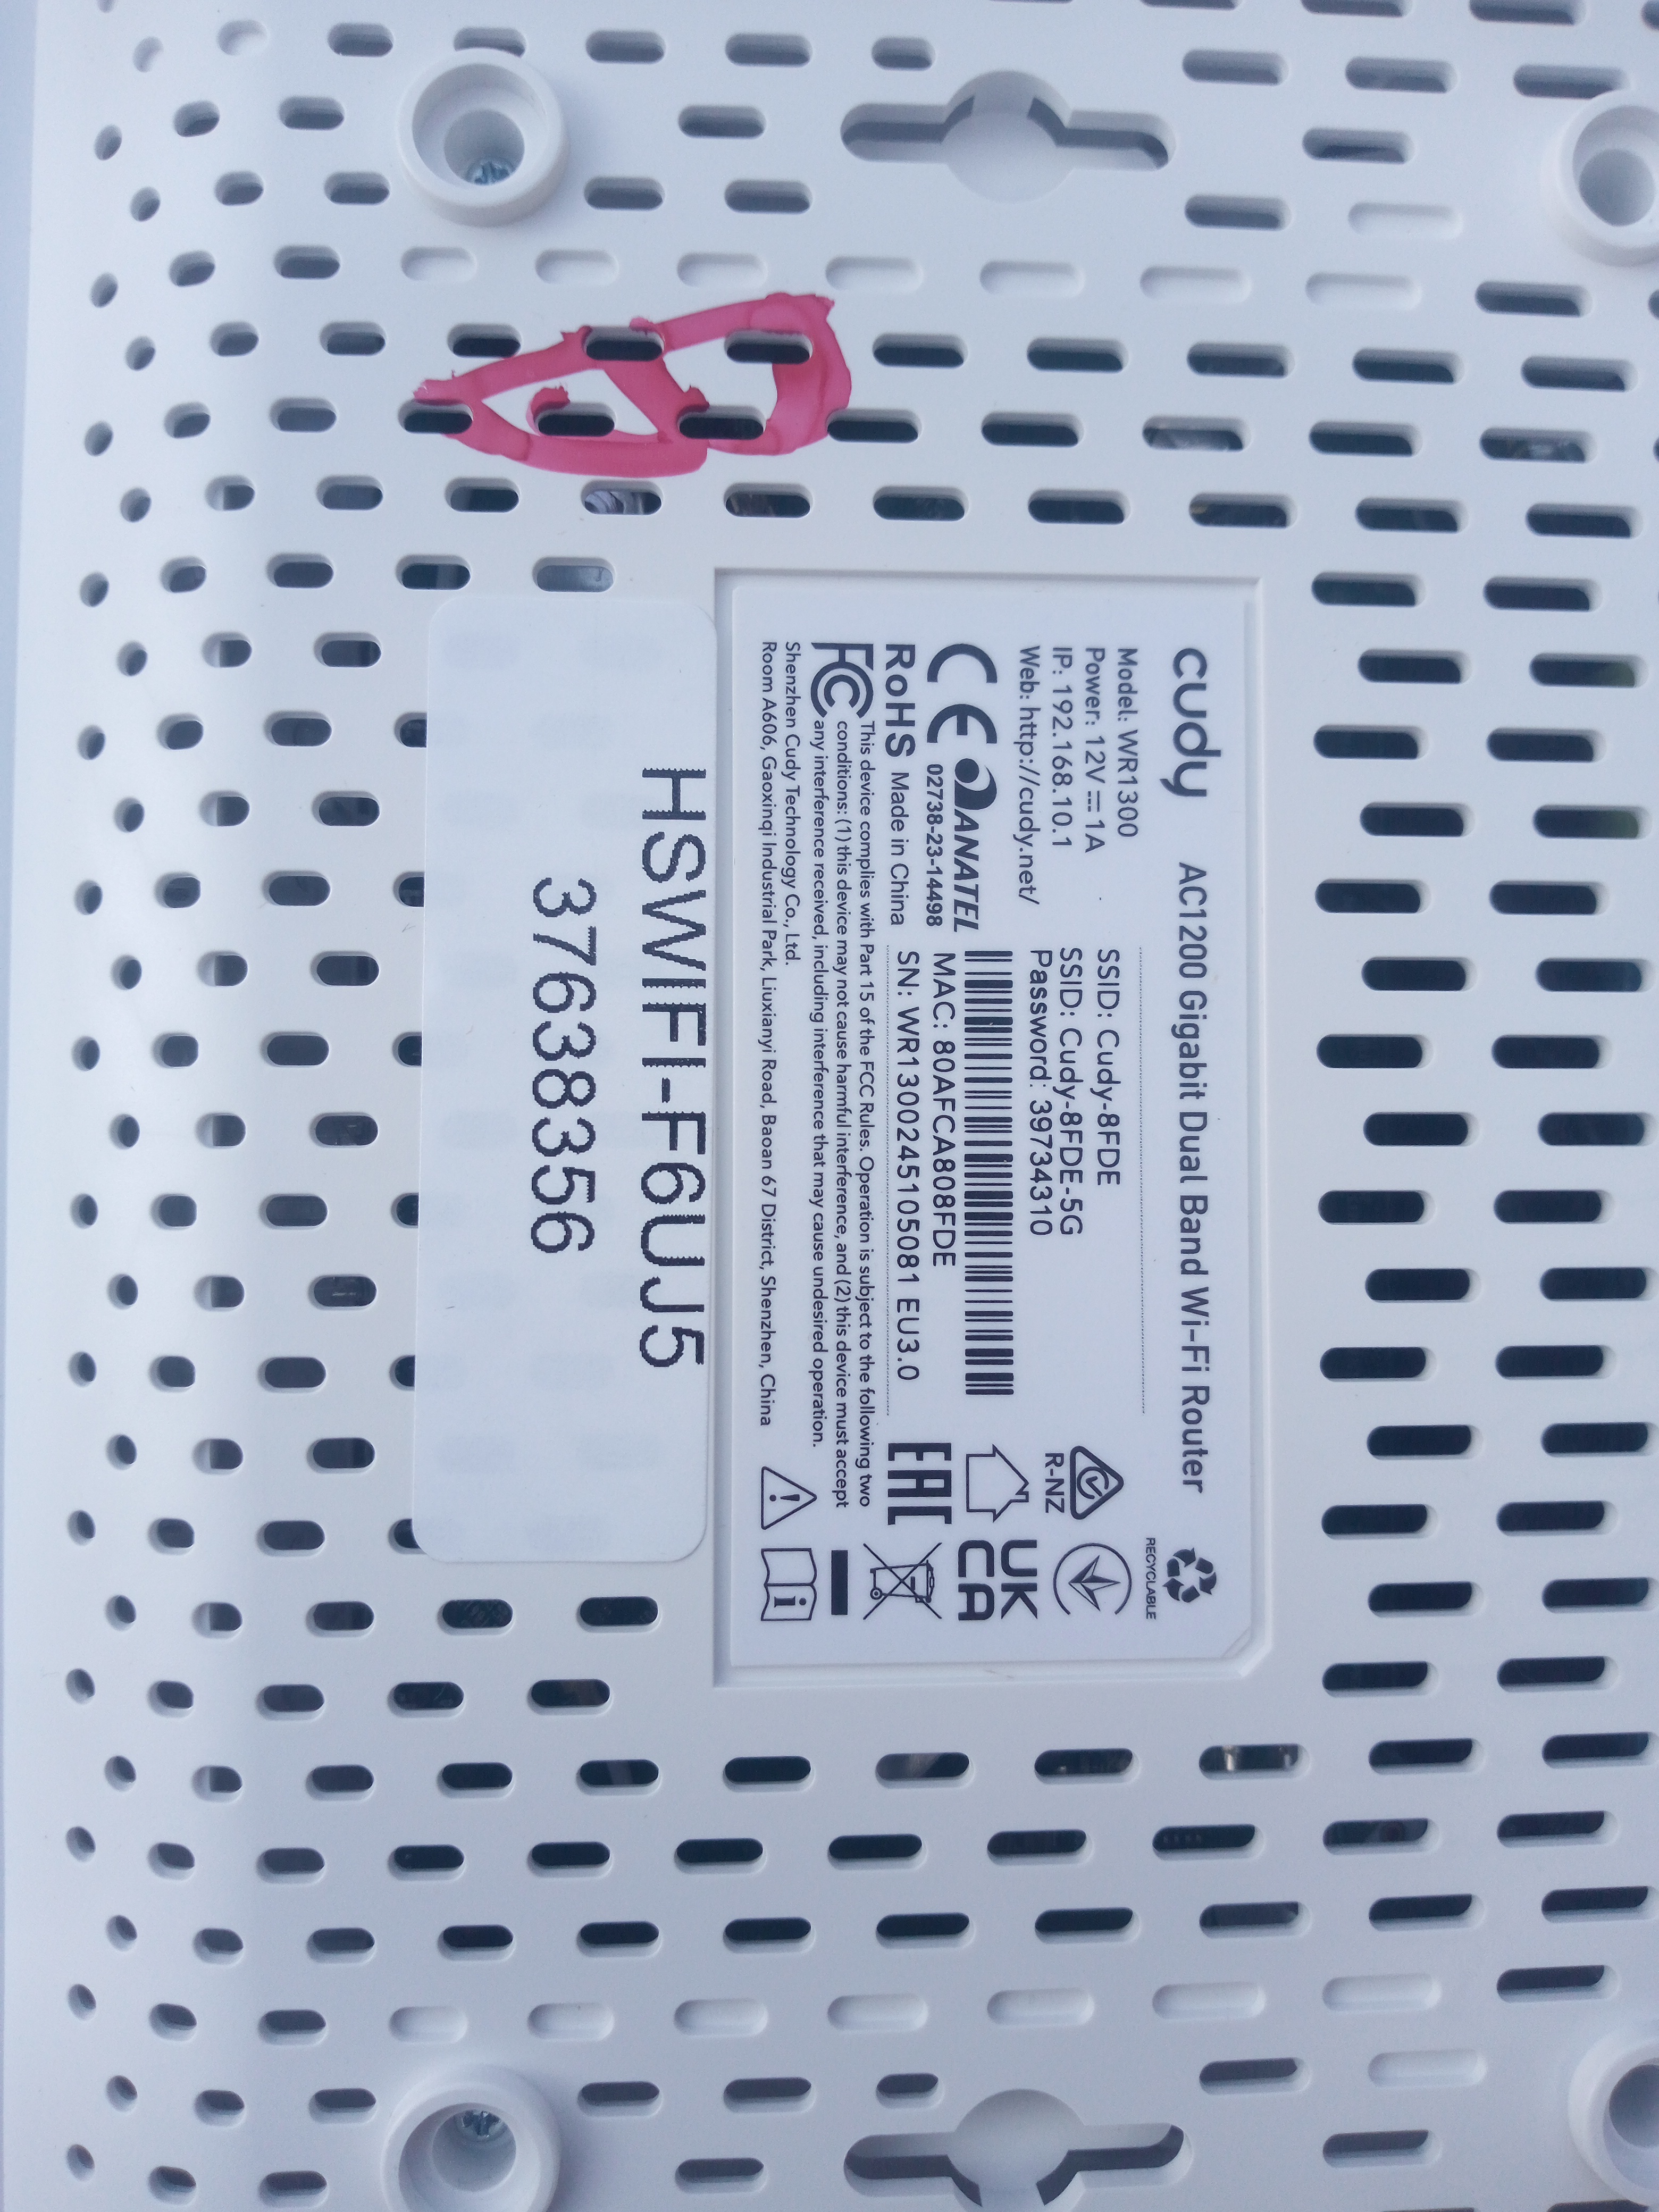 cudy AC1200 Gigabit Dual Band Wi-Fi Router
RECYCLABLE
Model: WR1300
Power: 12V⎓1A
IP: 192.168.10.1
Web: http://cudy.net/
SSID: Cudy-8FDE
SSID: Cudy-8FDE-5G
Password: 39734310
R-NZ
CE ANATEL
02738-23-14498
RoHS Made in China
MAC: 80AFCA808FDE
SN: WR1300245105081 EU3.0
UK
CA
EAC
FC This device complies with Part 15 of the FCC Rules. Operation is subject to the following two
conditions: (1) this device may not cause harmful interference, and (2) this device must accept
any interference received, including interference that may cause undesired operation.
Shenzhen Cudy Technology Co., Ltd.
Room A606, Gaoxinqi Industrial Park, Liuxianyi Road, Baoan 67 District, Shenzhen, China
HSWIFI-F6UJ5
376383356